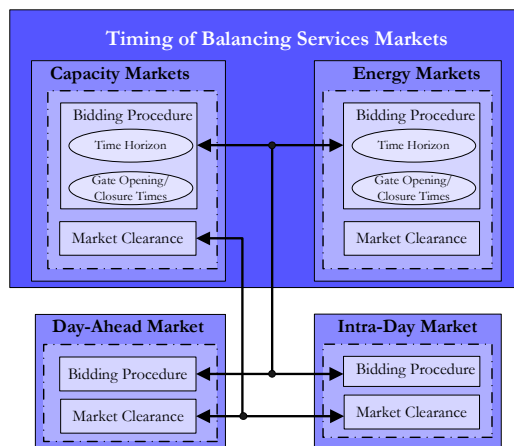 Timing of Balancing Services Markets
Capacity Markets
Bidding Procedure
Time Horizon
Gate Opening/
Closure Times
Market Clearance
Energy Markets
Bidding Procedure
Time Horizon
Gate Opening/
Closure Times
Market Clearance
Day-Ahead Market
Bidding Procedure
Market Clearance
Intra-Day Market
Bidding Procedure
Market Clearance